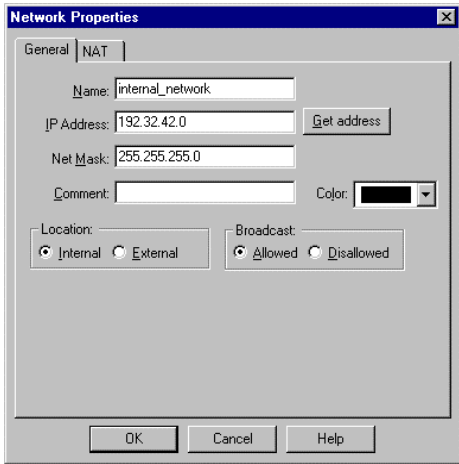 Network Properties
General NAT
Name: internal_network
IP Address: 192.32.42.0 Get address
Net Mask: 255.255.255.0
Comment: Color:
Location: Broadcast:
Internal External Allowed Disallowed
OK Cancel Help